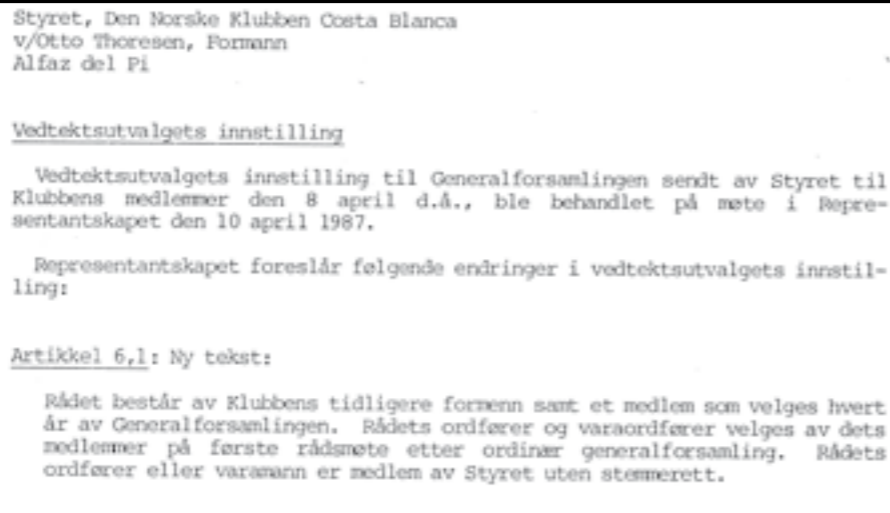 Styret, Den Norske Klubben Costa Blanca
v/Otto Thoresen, Formann
Alfaz del Pi
Vedtektsutvalgets innstilling
Vedtektsutvalgets innstilling til Generalforsamlingen sendt av Styret til
Klubbens medlemmer den 8 april d.å., ble behandlet på møte i Repre-
sentantskapet den 10 april 1987.
Representantskapet foreslår følgende endringer i vedtektsutvalgets innstil-
ling:
Artikkel 6,1: Ny tekst:
Rådet består av Klubbens tidligere formenn samt et medlem som velges hvert
år av Generalforsamlingen. Rådets ordfører og varaordfører velges av dets
medlemmer på første rådsmøte etter ordinær generalforsamling. Rådets
ordfører eller varamann er medlem av Styret uten stemmerett.